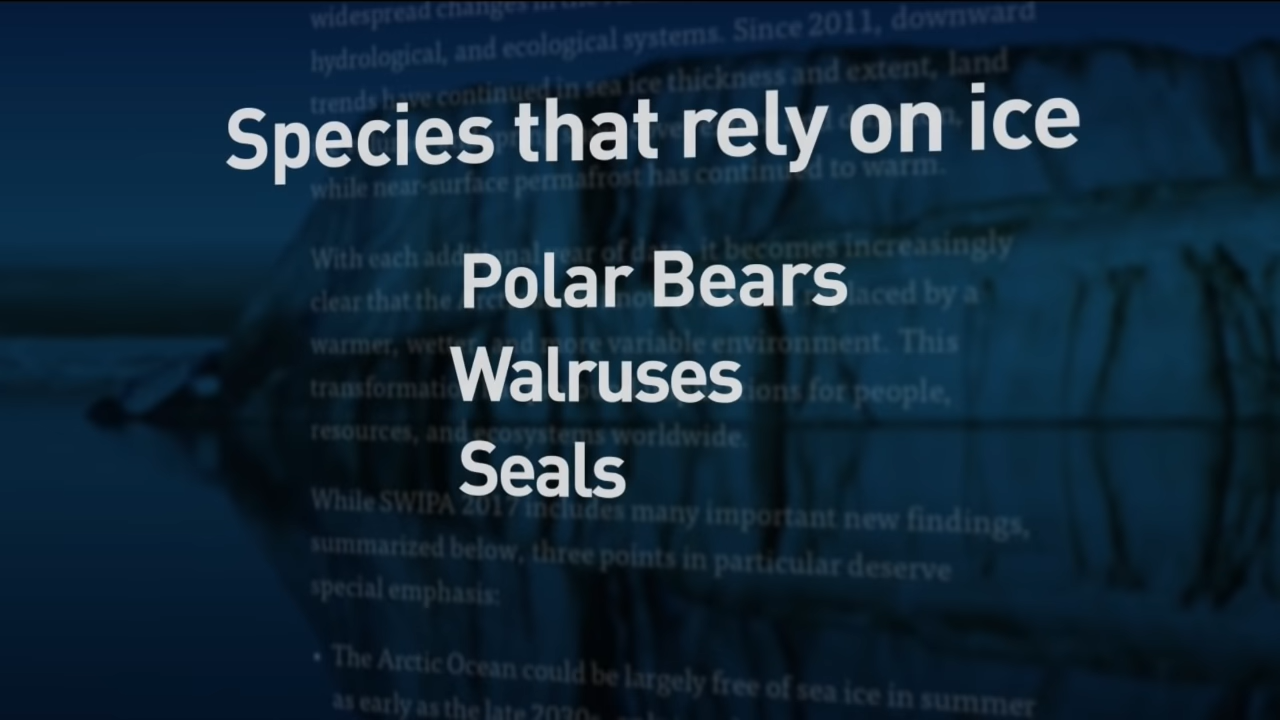 Species that rely on ice
Polar Bears
Walruses
Seals
widespread changes in the
hydrological, and ecological systems. Since 2011, downward
trends have continued in sea ice thickness and extent, land
while near-surface permafrost has continued to warm.
With each additional year of data, it becomes increasingly
clear that the by a
warmer, wetter, and more variable environment. This
for people,
resources, and ecosystems worldwide.
While SWIPA 2017 includes many important new findings,
summarized below, three points in particular deserve
special emphasis:
• The Arctic Ocean could be largely free of sea ice in summer
as early as the late 2030s,